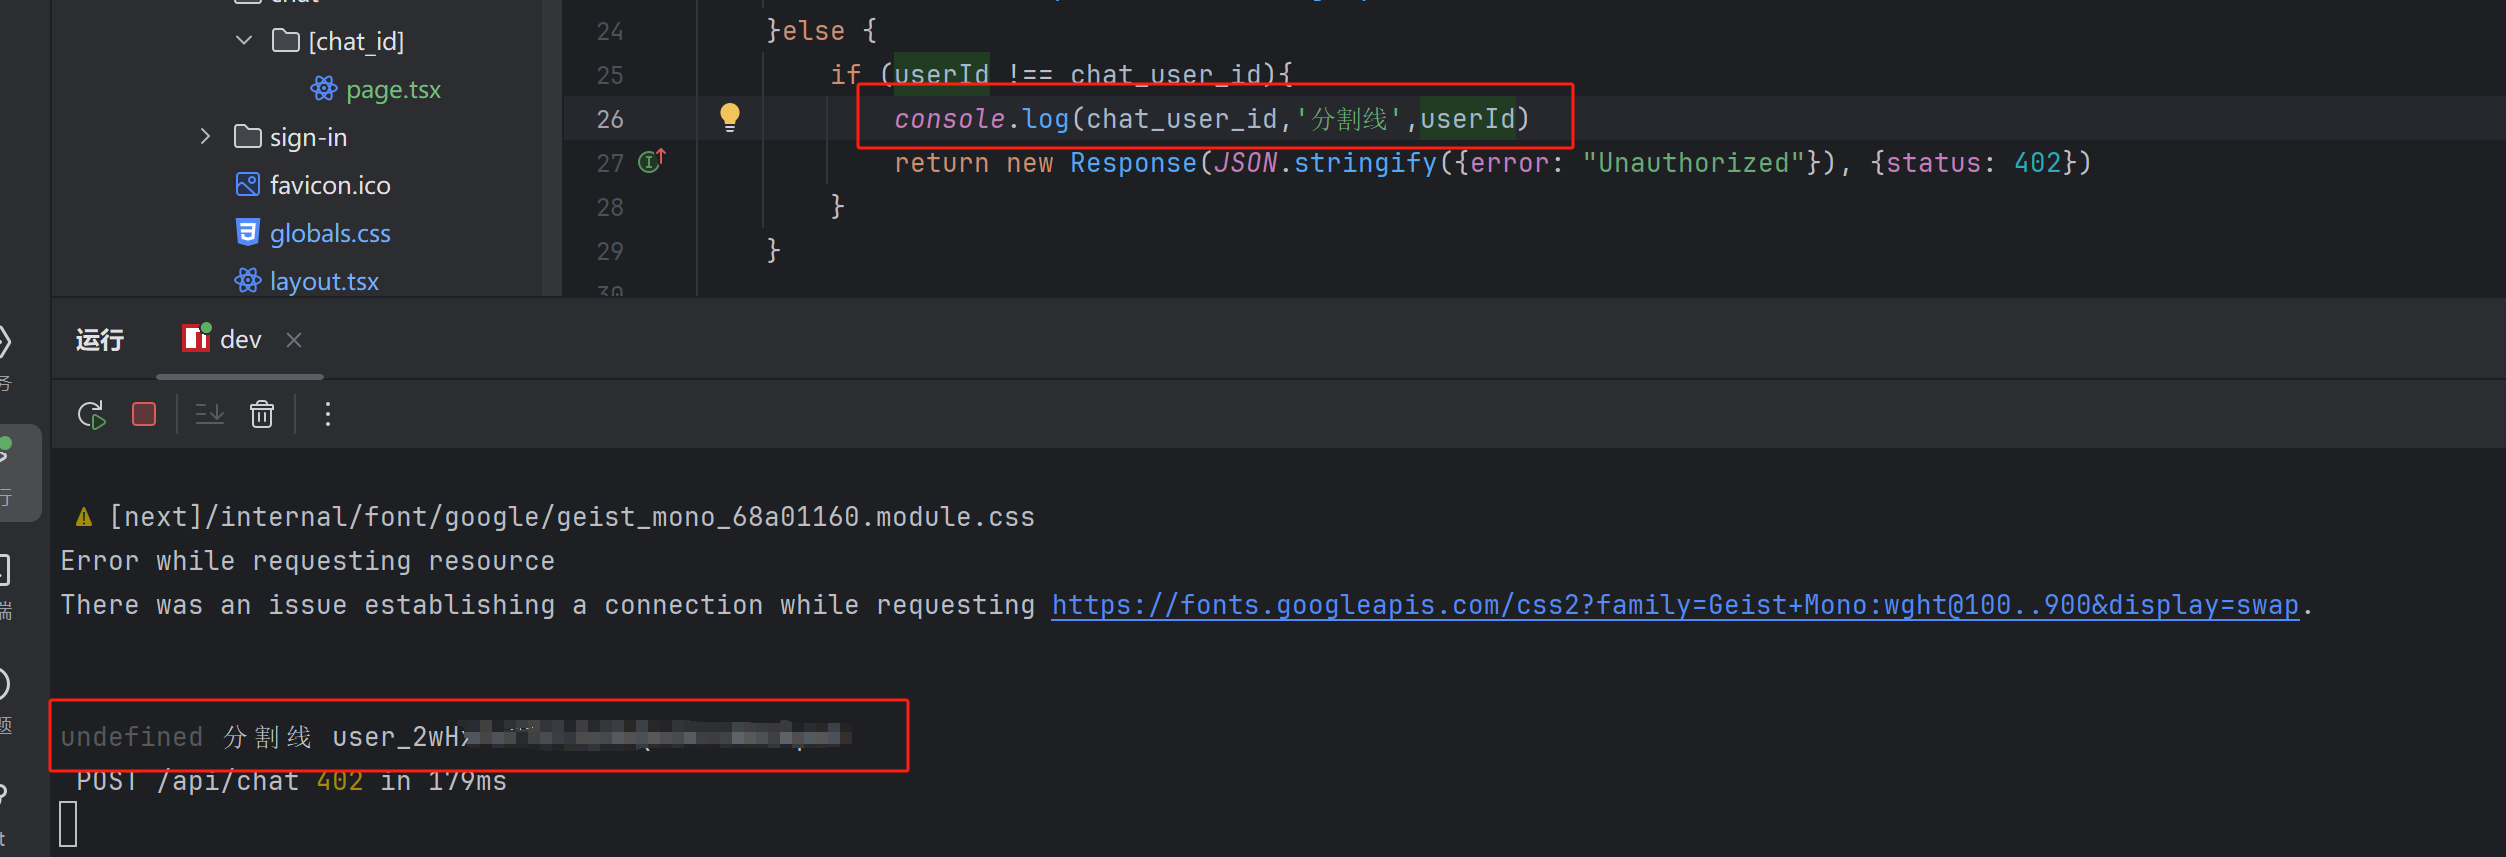 [chat_id]
page.tsx
sign-in
favicon.ico
globals.css
layout.tsx
24 }else {
25 if (userId !== chat_user_id){
26 console.log(chat_user_id,'分割线',userId)
27 return new Response(JSON.stringify({error: "Unauthorized"}), {status: 402})
28 }
29 }
30
运行 dev
[next]/internal/font/google/geist_mono_68a01160.module.css
Error while requesting resource
There was an issue establishing a connection while requesting https://fonts.googleapis.com/css2?family=Geist+Mono:wght@100..900&display=swap.
undefined 分割线 user_2wHx
POST /api/chat 402 in 179ms